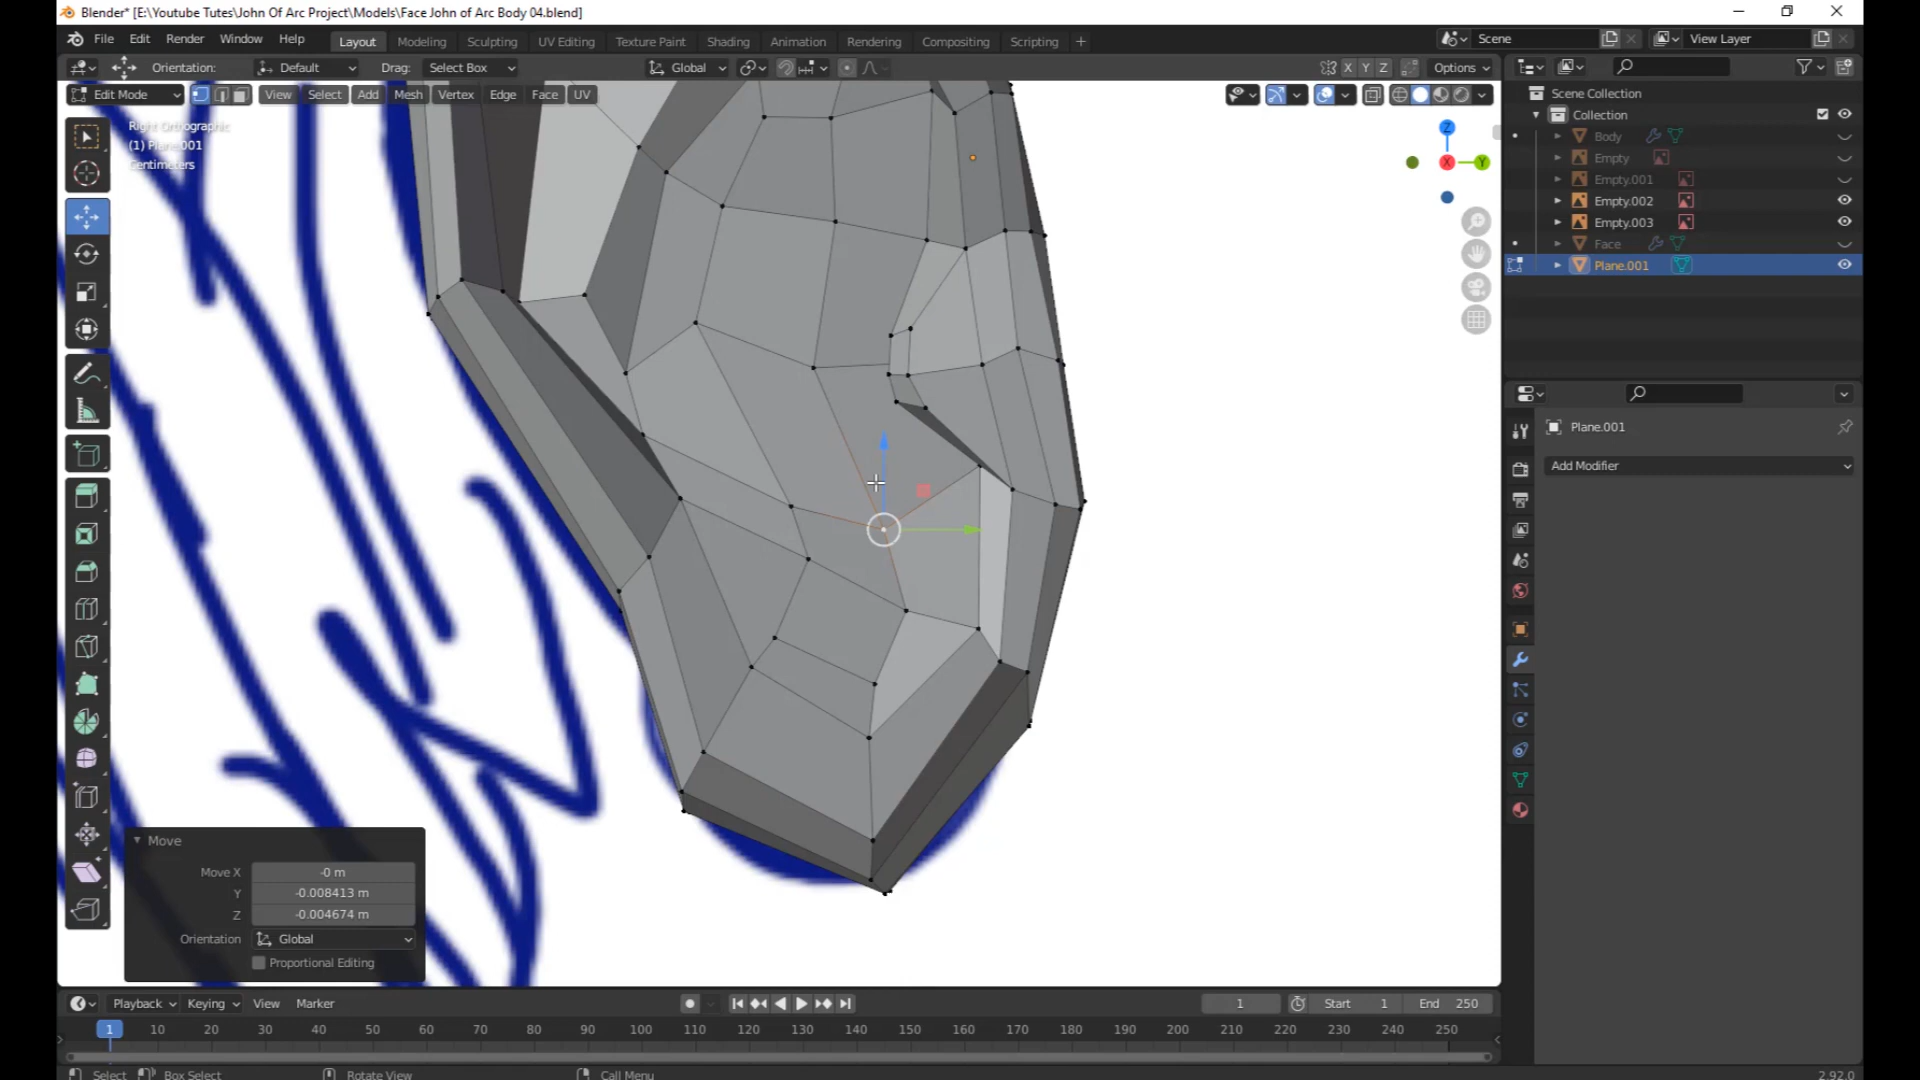 Blender* [E:\Youtube Tutes\John Of Arc Project\Models\Face John of Arc Body 04.blend]
File Edit Render Window Help Layout Modeling Sculpting UV Editing Texture Paint Shading Animation Rendering Compositing Scripting + Scene View Layer
Orientation: Default Drag: Select Box Global X Y Z Options
Edit Mode View Select Add Mesh Vertex Edge Face UV
Right Orthographic
(1) Plane.001
Centimeters
Z
X
Y
Scene Collection
Collection
Body
Empty
Empty.001
Empty.002
Empty.003
Face
Plane.001
Plane.001
Add Modifier
Move
Move X -0 m
Y -0.008413 m
Z -0.004674 m
Orientation Global
Proportional Editing
Playback Keying View Marker 1 Start 1 End 250
1 10 20 30 40 50 60 70 80 90 100 110 120 130 140 150 160 170 180 190 200 210 220 230 240 250
Select Box Select Rotate View Call Menu 2.92.0